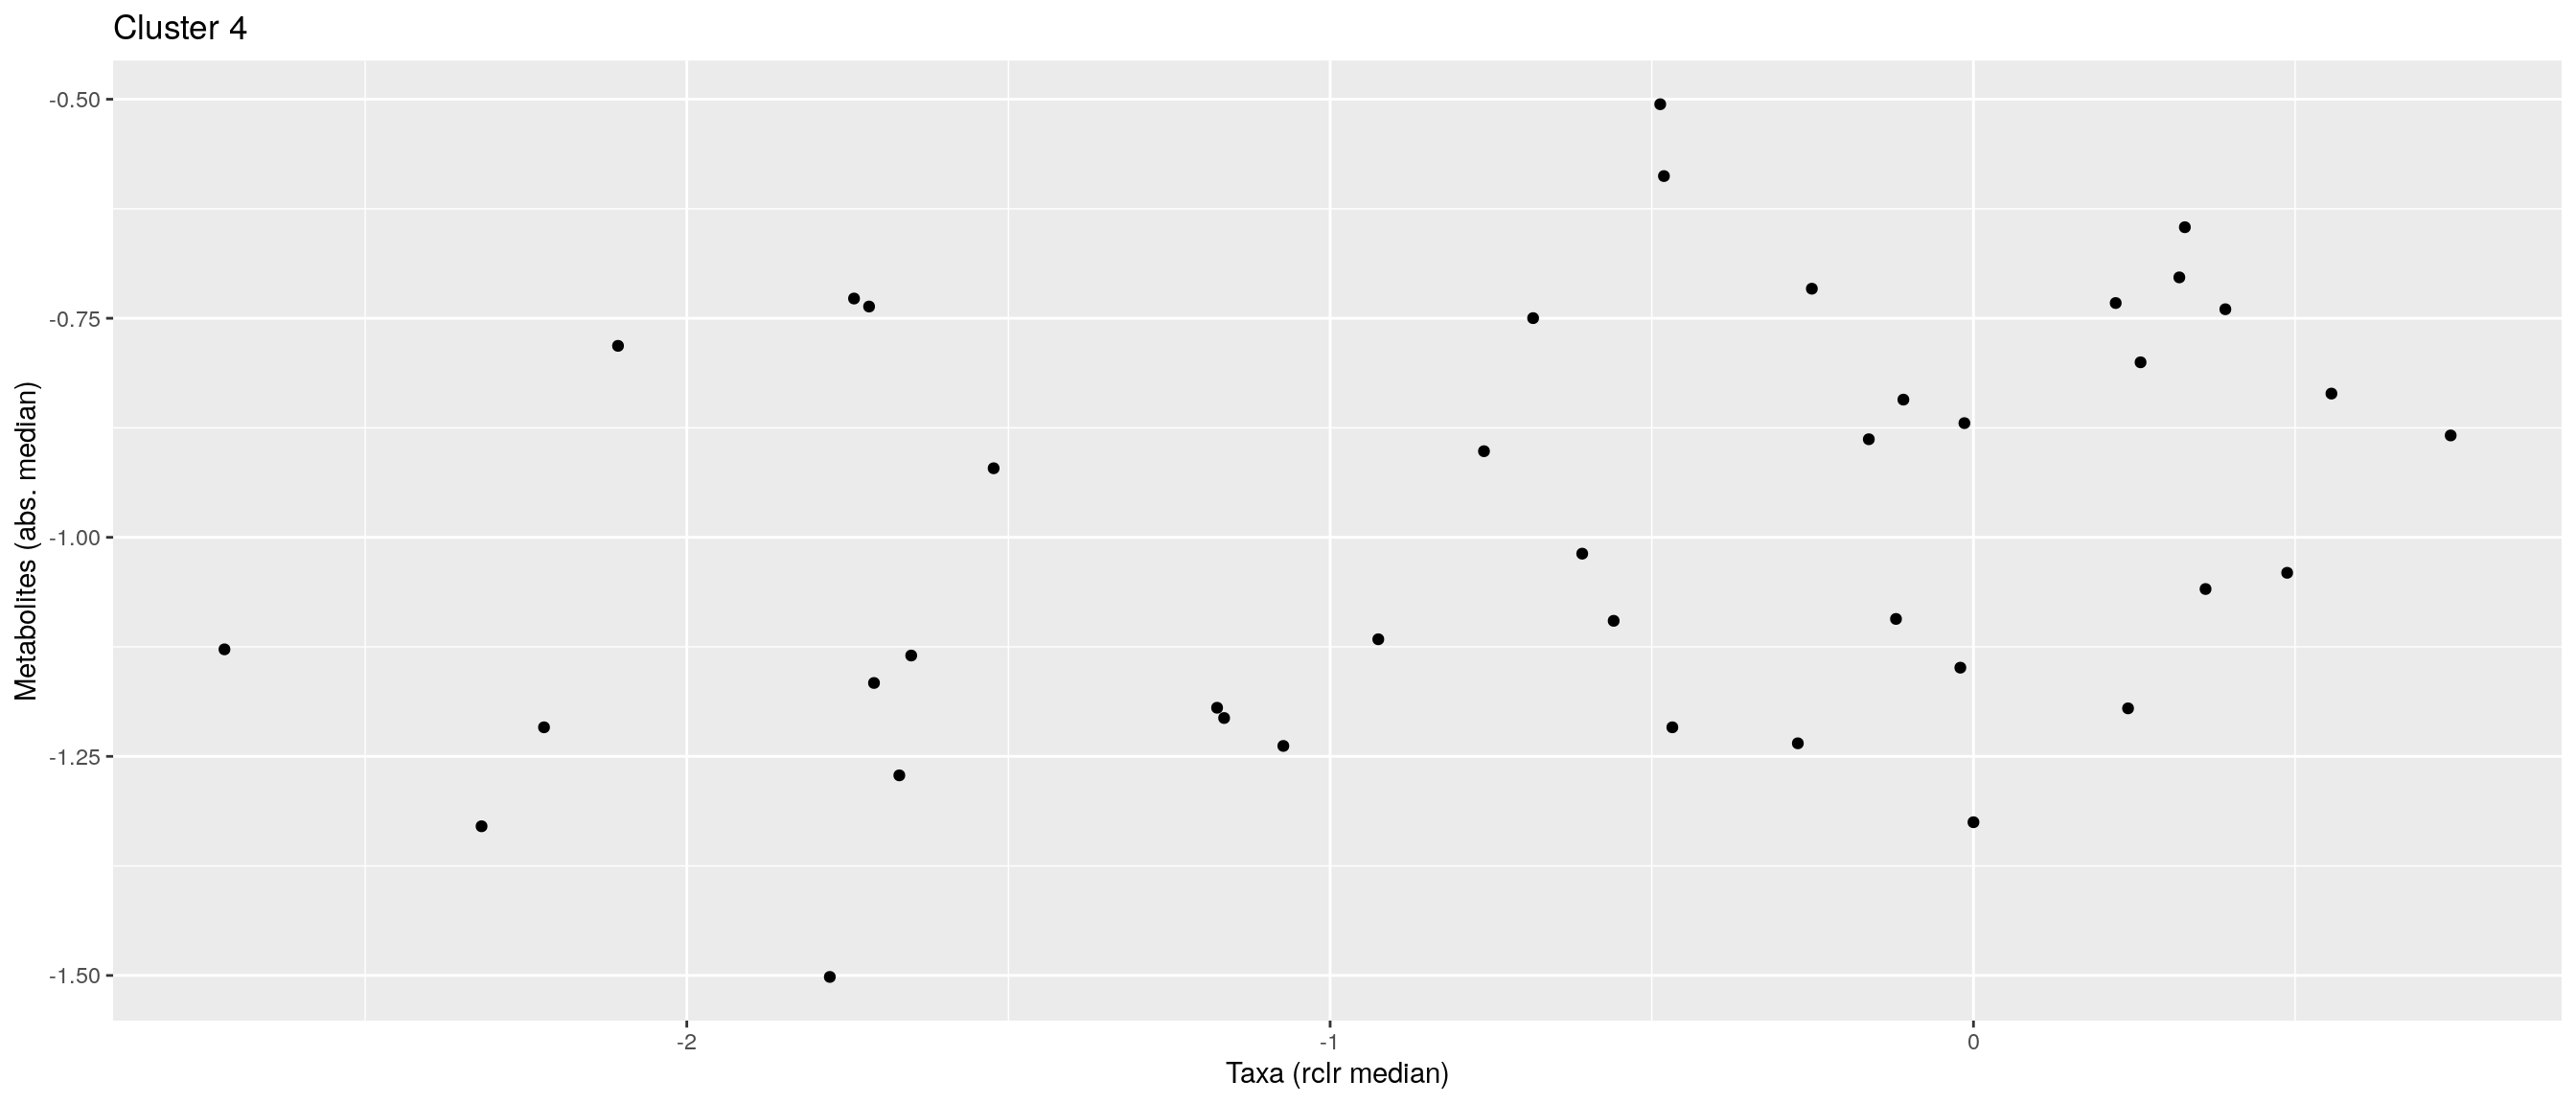 Cluster 4
-0.50
-0.75
-1.00
-1.25
-1.50
Metabolites (abs. median)
-2
-1
0
Taxa (rclr median)